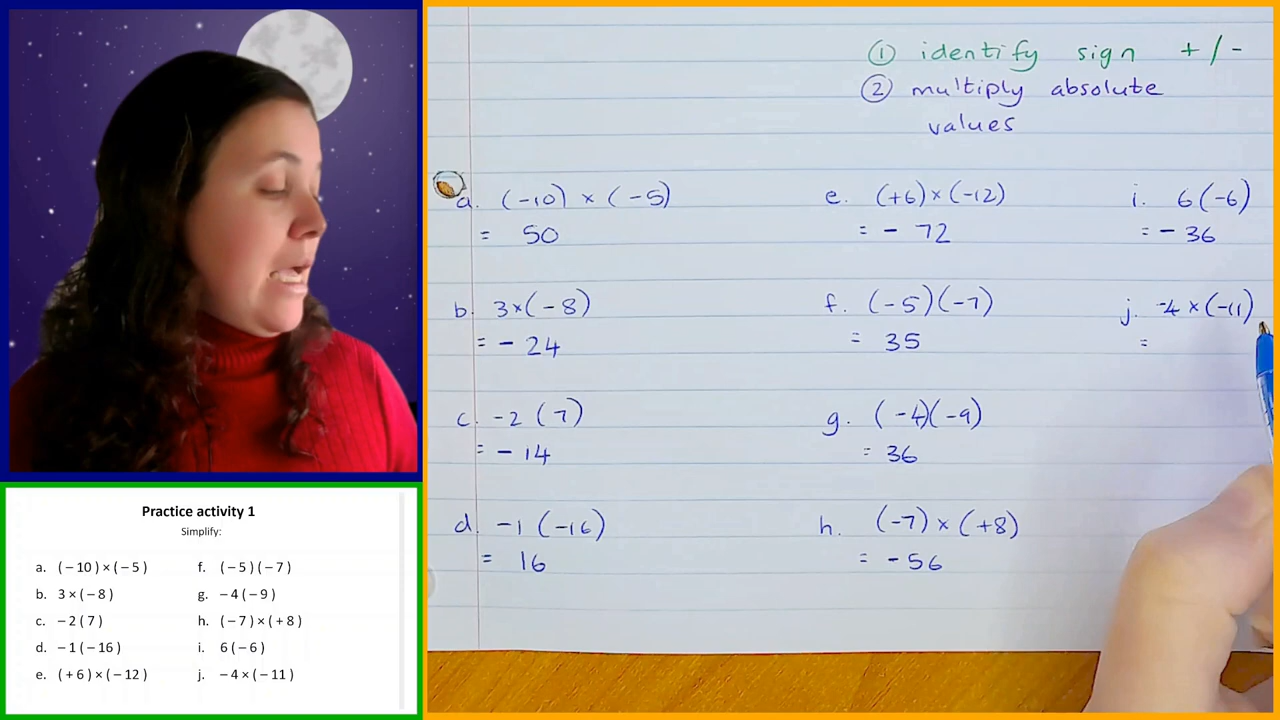 ① identify sign + / -
② multiply absolute
values
a. (-10) × (-5)
= 50
b. 3×(-8)
= - 24
c. -2 (7)
= - 14
d. -1 (-16)
= 16
e. (+6)×(-12)
= - 72
f. (-5)(-7)
= 35
g. (-4)(-9)
= 36
h. (-7) × (+8)
= -56
i. 6(-6)
= - 36
j. -4 × (-11)
=
Practice activity 1
Simplify:
a. (−10)×(−5)
b. 3×(−8)
c. −2(7)
d. −1(−16)
e. (+6)×(−12)
f. (−5)(−7)
g. −4(−9)
h. (−7)×(+8)
i. 6(−6)
j. −4×(−11)